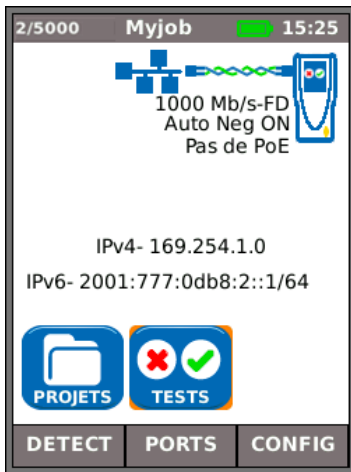 2/5000 Myjob 15:25
1000 Mb/s-FD
Auto Neg ON
Pas de PoE
IPv4- 169.254.1.0
IPv6- 2001:777:0db8:2::1/64
PROJETS TESTS
DETECT PORTS CONFIG